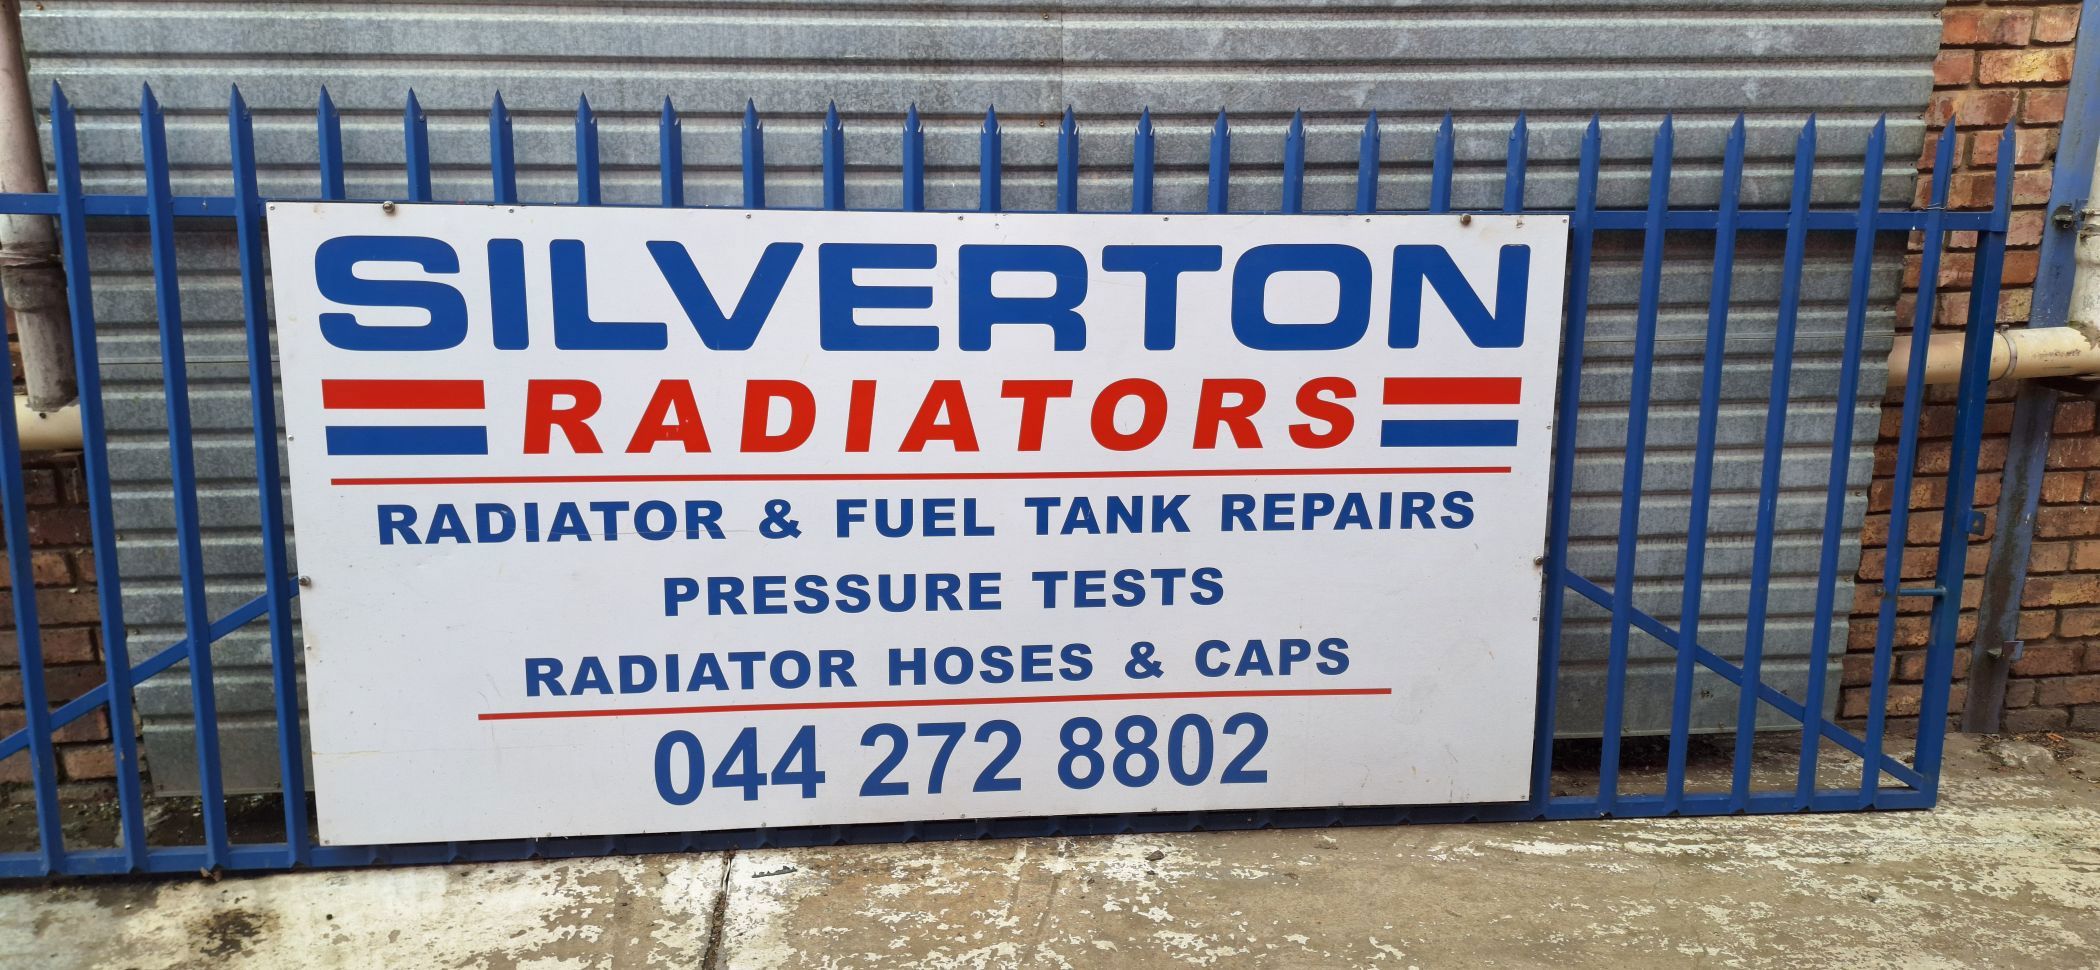 SILVERTON
RADIATORS
RADIATOR & FUEL TANK REPAIRS
PRESSURE TESTS
RADIATOR HOSES & CAPS
044 272 8802